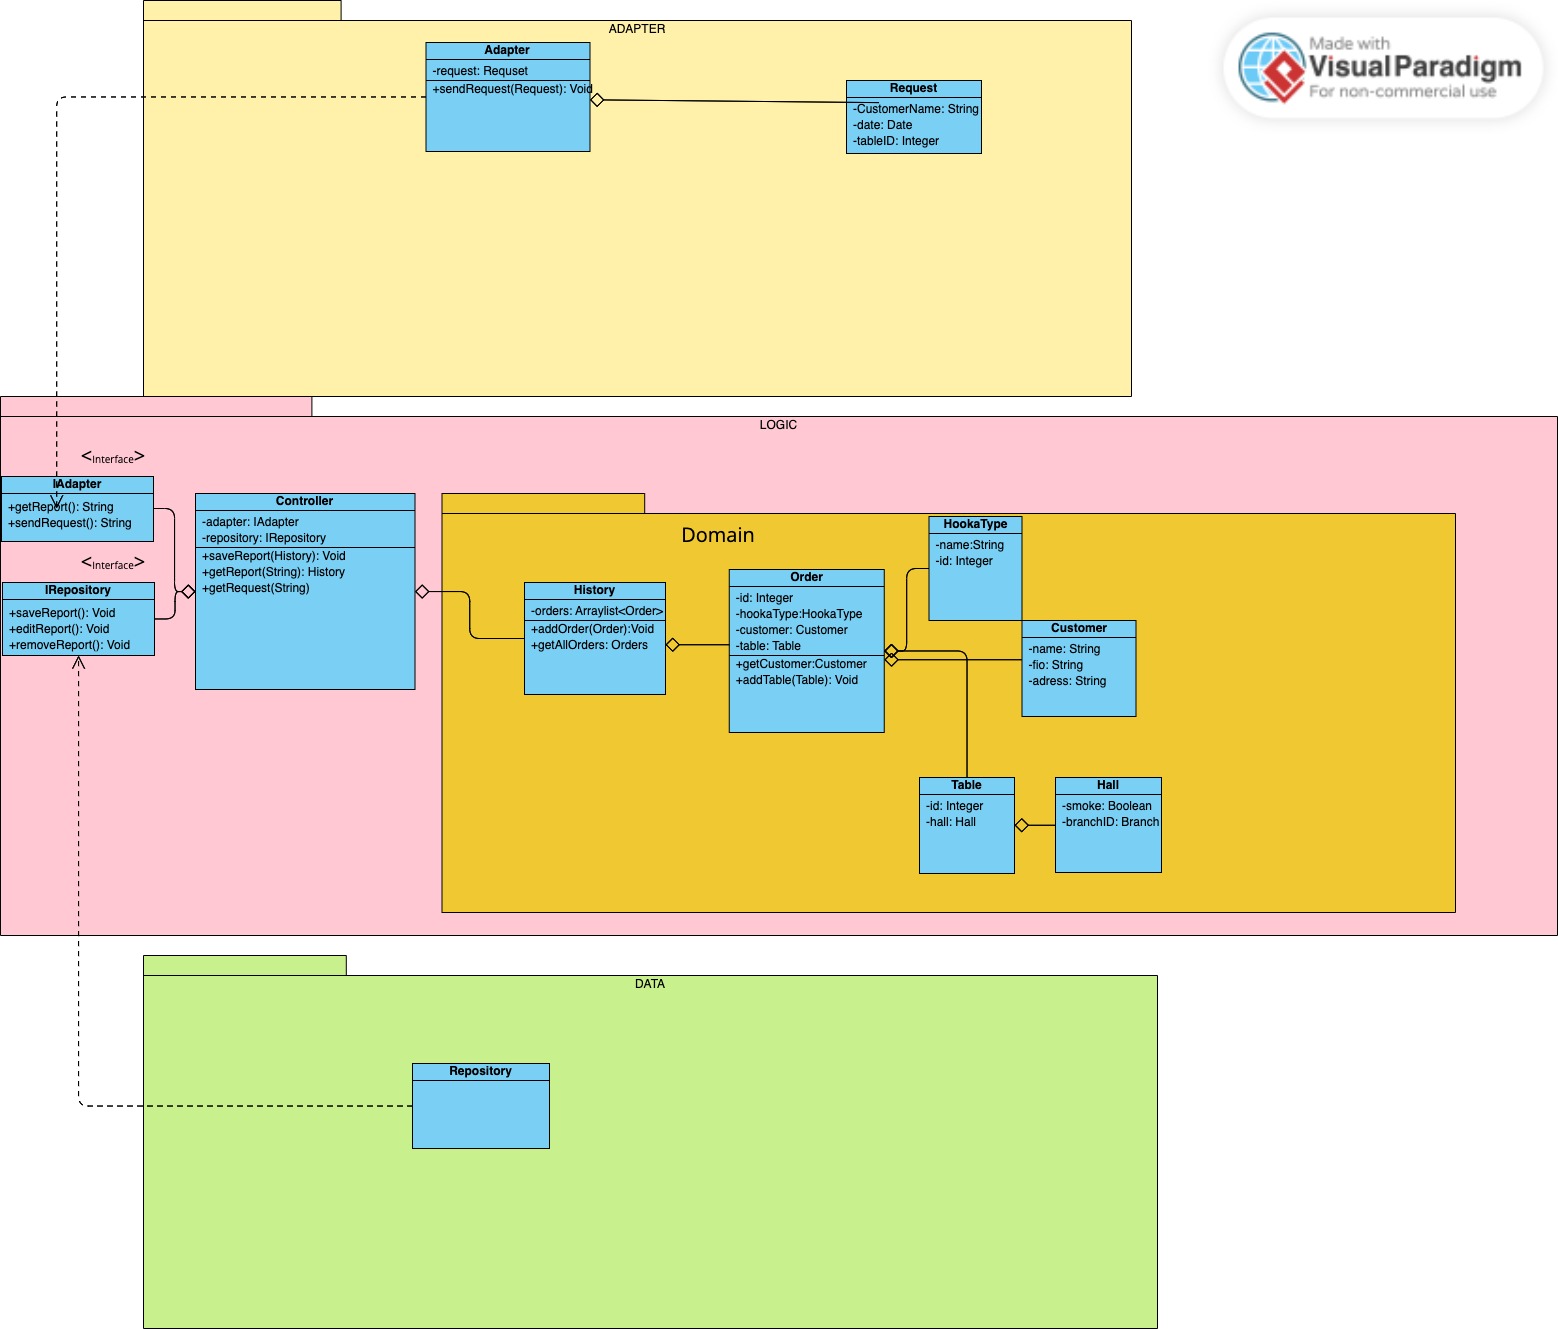 ADAPTER
Adapter
-request: Requset
+sendRequest(Request): Void
Request
-CustomerName: String
-date: Date
-tableID: Integer
Made with
Visual Paradigm
For non-commercial use
LOGIC
<Interface>
IAdapter
+getReport(): String
+sendRequest(): String
<Interface>
IRepository
+saveReport(): Void
+editReport(): Void
+removeReport(): Void
Controller
-adapter: IAdapter
-repository: IRepository
+saveReport(History): Void
+getReport(String): History
+getRequest(String)
Domain
History
-orders: Arraylist<Order>
+addOrder(Order):Void
+getAllOrders: Orders
Order
-id: Integer
-hookaType:HookaType
-customer: Customer
-table: Table
+getCustomer:Customer
+addTable(Table): Void
HookaType
-name:String
-id: Integer
Customer
-name: String
-fio: String
-adress: String
Table
-id: Integer
-hall: Hall
Hall
-smoke: Boolean
-branchID: Branch
DATA
Repository